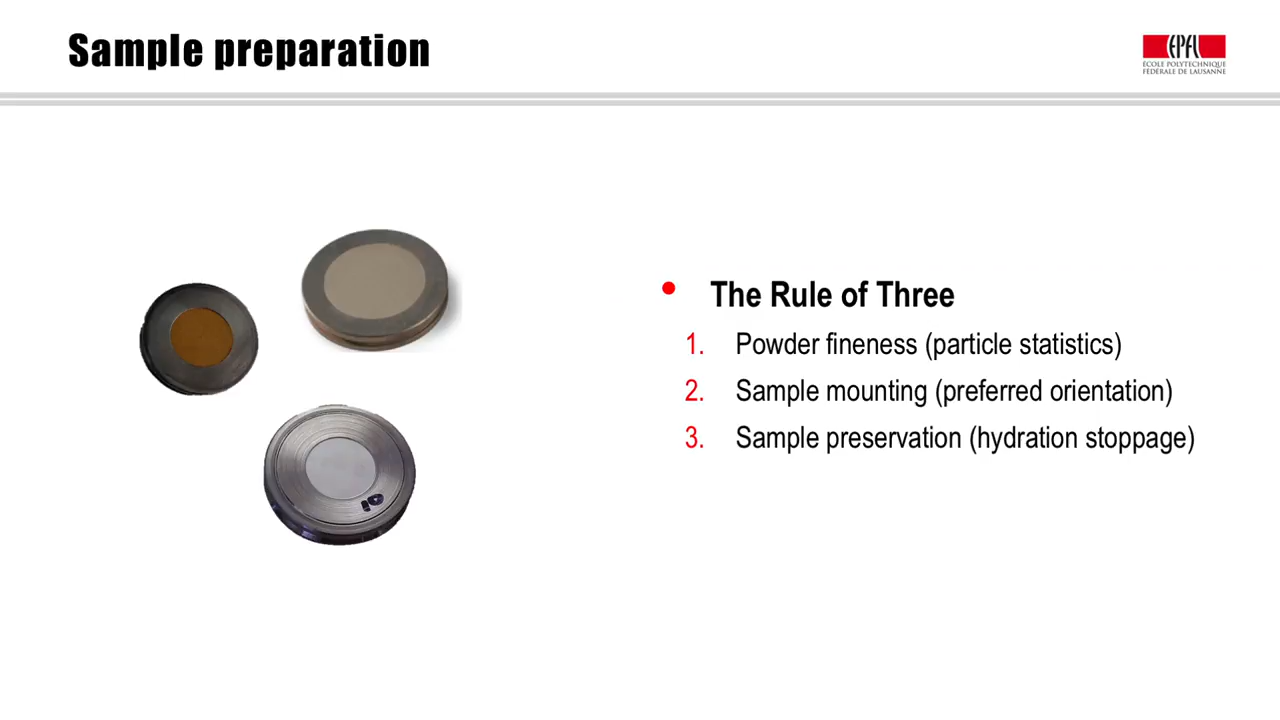 Sample preparation
EPFL
ÉCOLE POLYTECHNIQUE
FÉDÉRALE DE LAUSANNE
• The Rule of Three
1. Powder fineness (particle statistics)
2. Sample mounting (preferred orientation)
3. Sample preservation (hydration stoppage)